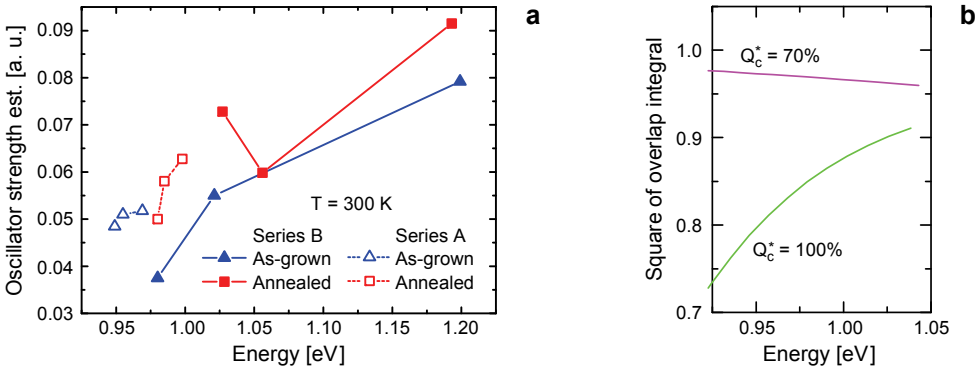 a
Oscillator strength est. [a. u.]
0.09
0.08
0.07
0.06
0.05
0.04
0.03
T = 300 K
Series B Series A
As-grown As-grown
Annealed Annealed
0.95 1.00 1.05 1.10 1.15 1.20
Energy [eV]
b
Square of overlap integral
1.0
0.9
0.8
0.7
Q*c = 70%
Q*c = 100%
0.95 1.00 1.05
Energy [eV]